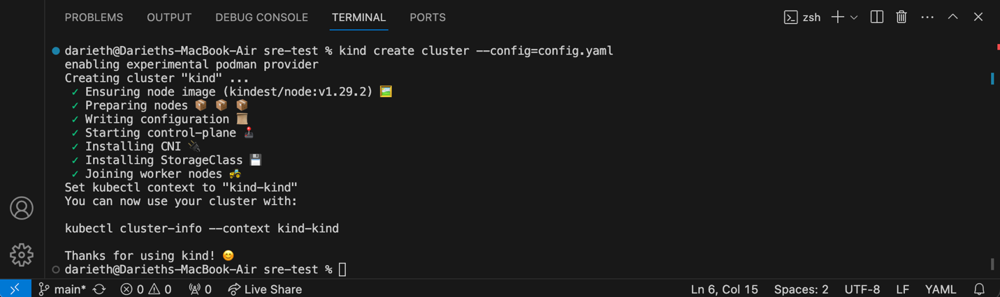 PROBLEMS OUTPUT DEBUG CONSOLE TERMINAL PORTS zsh
darieth@Darieths-MacBook-Air sre-test % kind create cluster --config=config.yaml
enabling experimental podman provider
Creating cluster "kind" ...
✓ Ensuring node image (kindest/node:v1.29.2) 🖼
✓ Preparing nodes 📦 📦 📦
✓ Writing configuration 📜
✓ Starting control-plane 🕹️
✓ Installing CNI 🔌
✓ Installing StorageClass 💾
✓ Joining worker nodes 🚜
Set kubectl context to "kind-kind"
You can now use your cluster with:
kubectl cluster-info --context kind-kind
Thanks for using kind! 😊
darieth@Darieths-MacBook-Air sre-test %
main* 0 0 0 Live Share Ln 6, Col 15 Spaces: 2 UTF-8 LF YAML